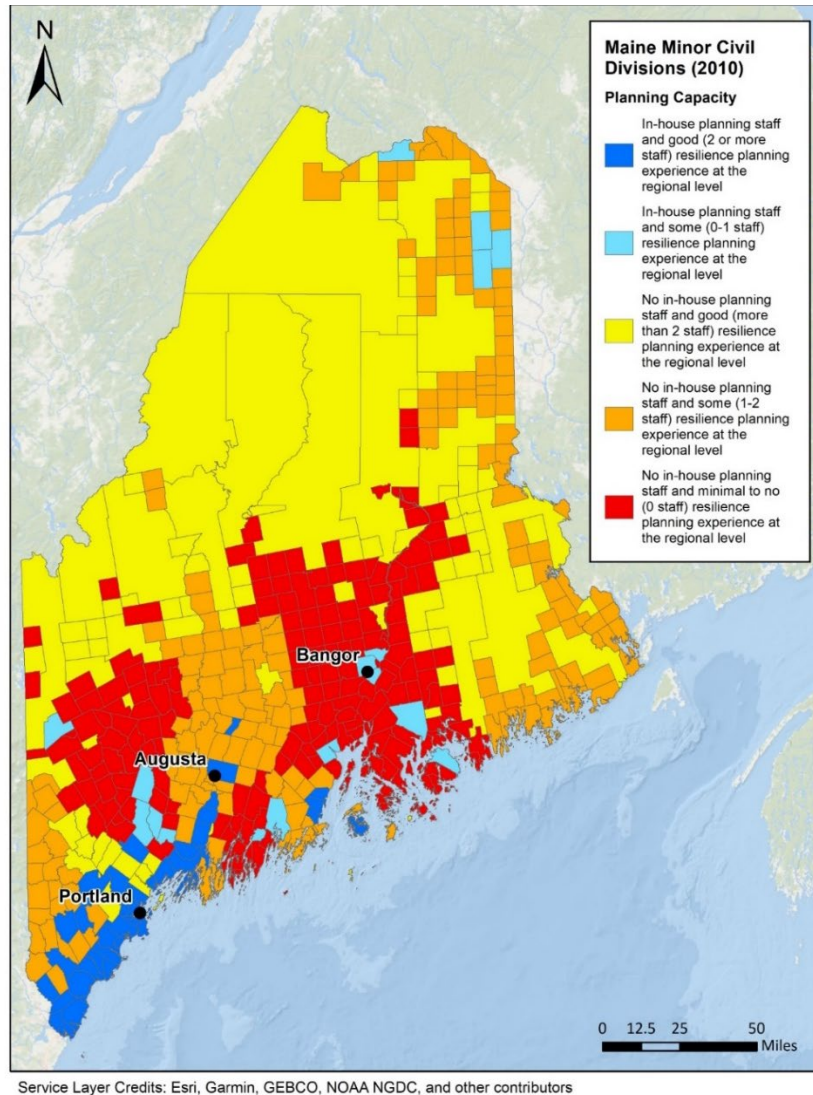 N
Maine Minor Civil
Divisions (2010)
Planning Capacity
In-house planning staff
and good (2 or more
staff) resilience planning
experience at the
regional level
In-house planning staff
and some (0-1 staff)
resilience planning
experience at the
regional level
No in-house planning
staff and good (more
than 2 staff) resilience
planning experience at
the regional level
No in-house planning
staff and some (1-2
staff) resilience planning
experience at the
regional level
No in-house planning
staff and minimal to no
(0 staff) resilience
planning experience at
the regional level
Bangor
Augusta
Portland
0 12.5 25 50
Miles
Service Layer Credits: Esri, Garmin, GEBCO, NOAA NGDC, and other contributors